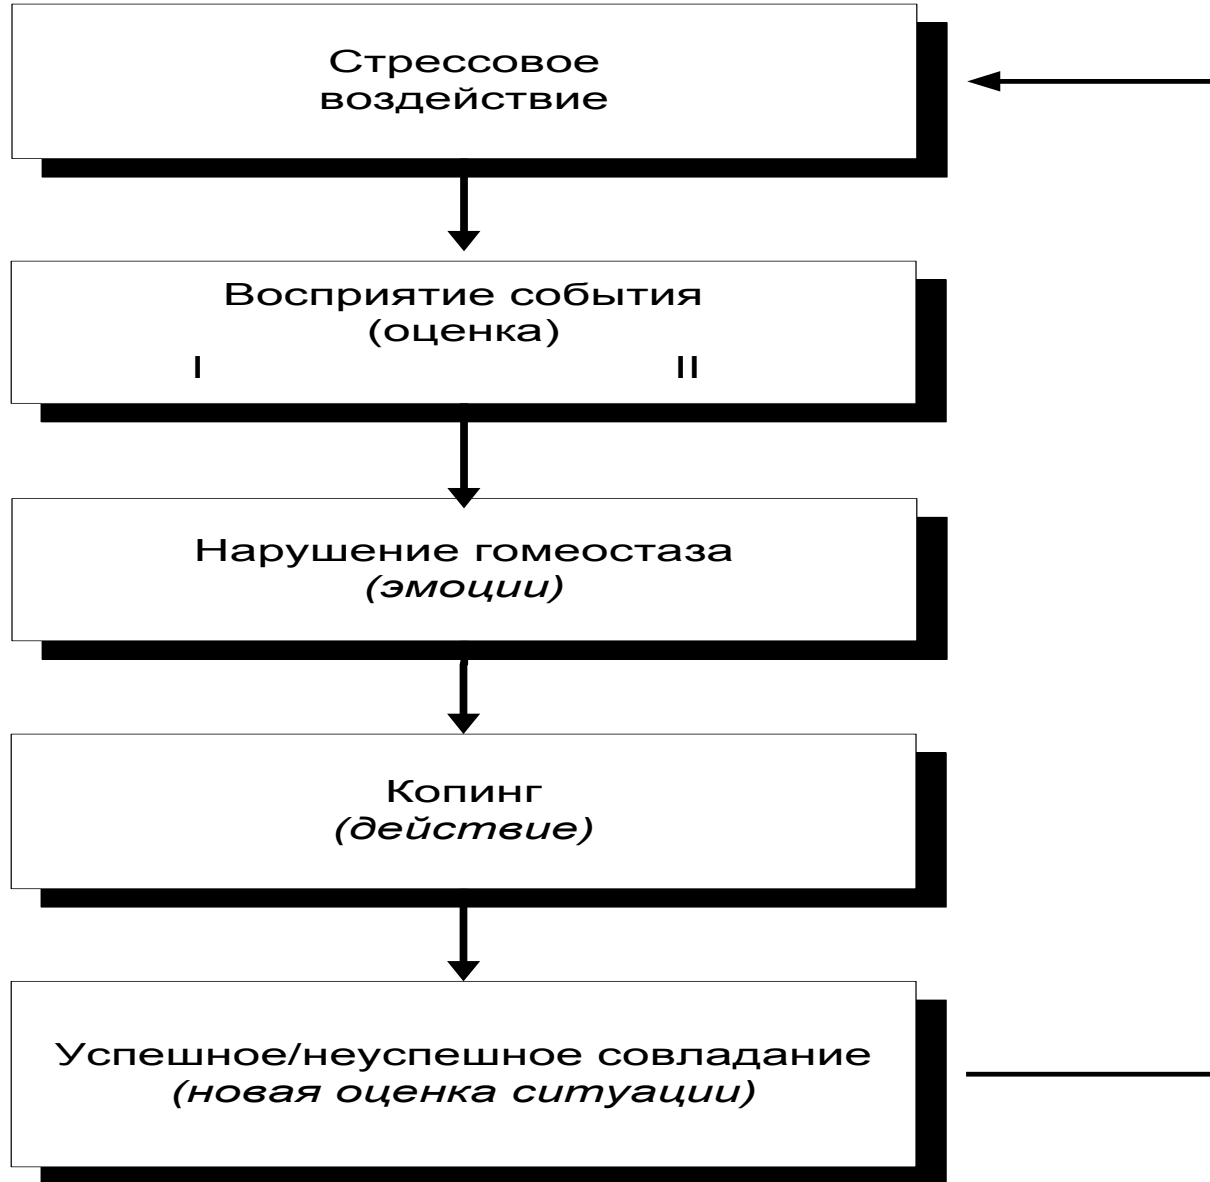 Стрессовое
воздействие
Восприятие события
(оценка)
I II
Нарушение гомеостаза
(эмоции)
Копинг
(действие)
Успешное/неуспешное совладание
(новая оценка ситуации)